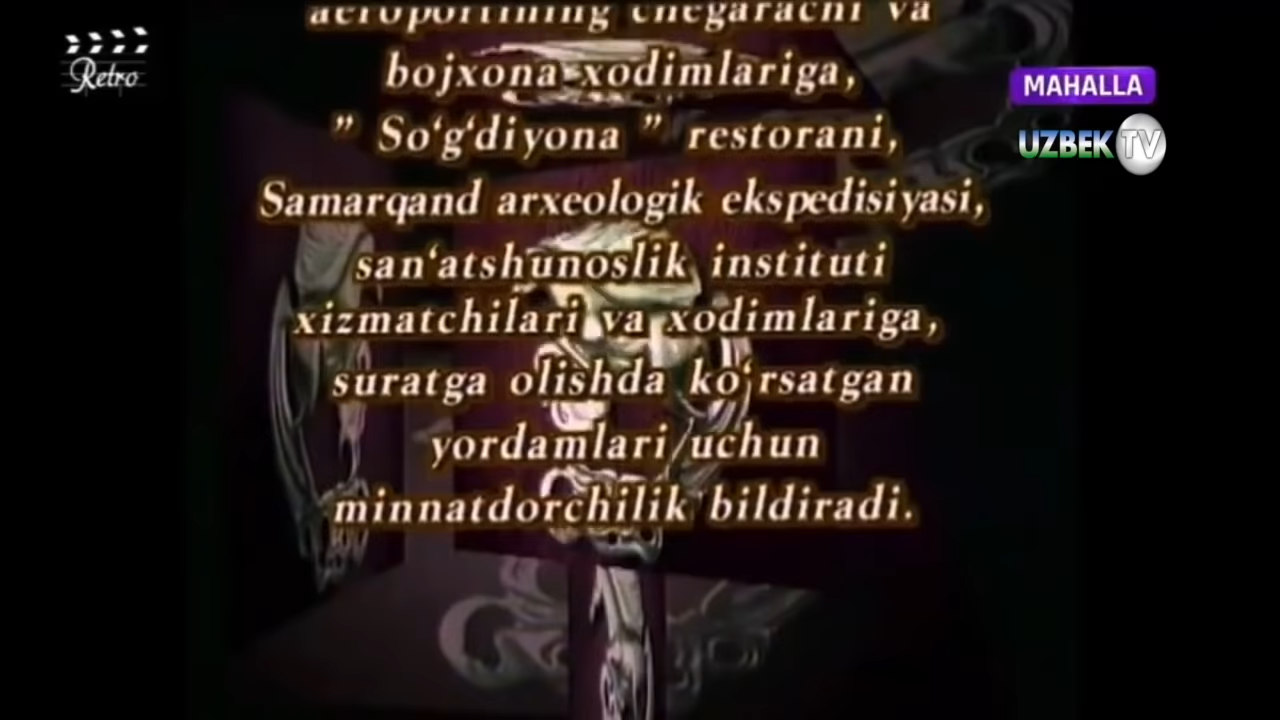 aeroportining chegarachi va
bojxona xodimlariga,
” So‘g‘diyona ” restorani,
Samarqand arxeologik ekspedisiyasi,
san‘atshunoslik instituti
xizmatchilari va xodimlariga,
suratga olishda ko‘rsatgan
yordamlari uchun
minnatdorchilik bildiradi.
Retro
MAHALLA
UZBEK TV